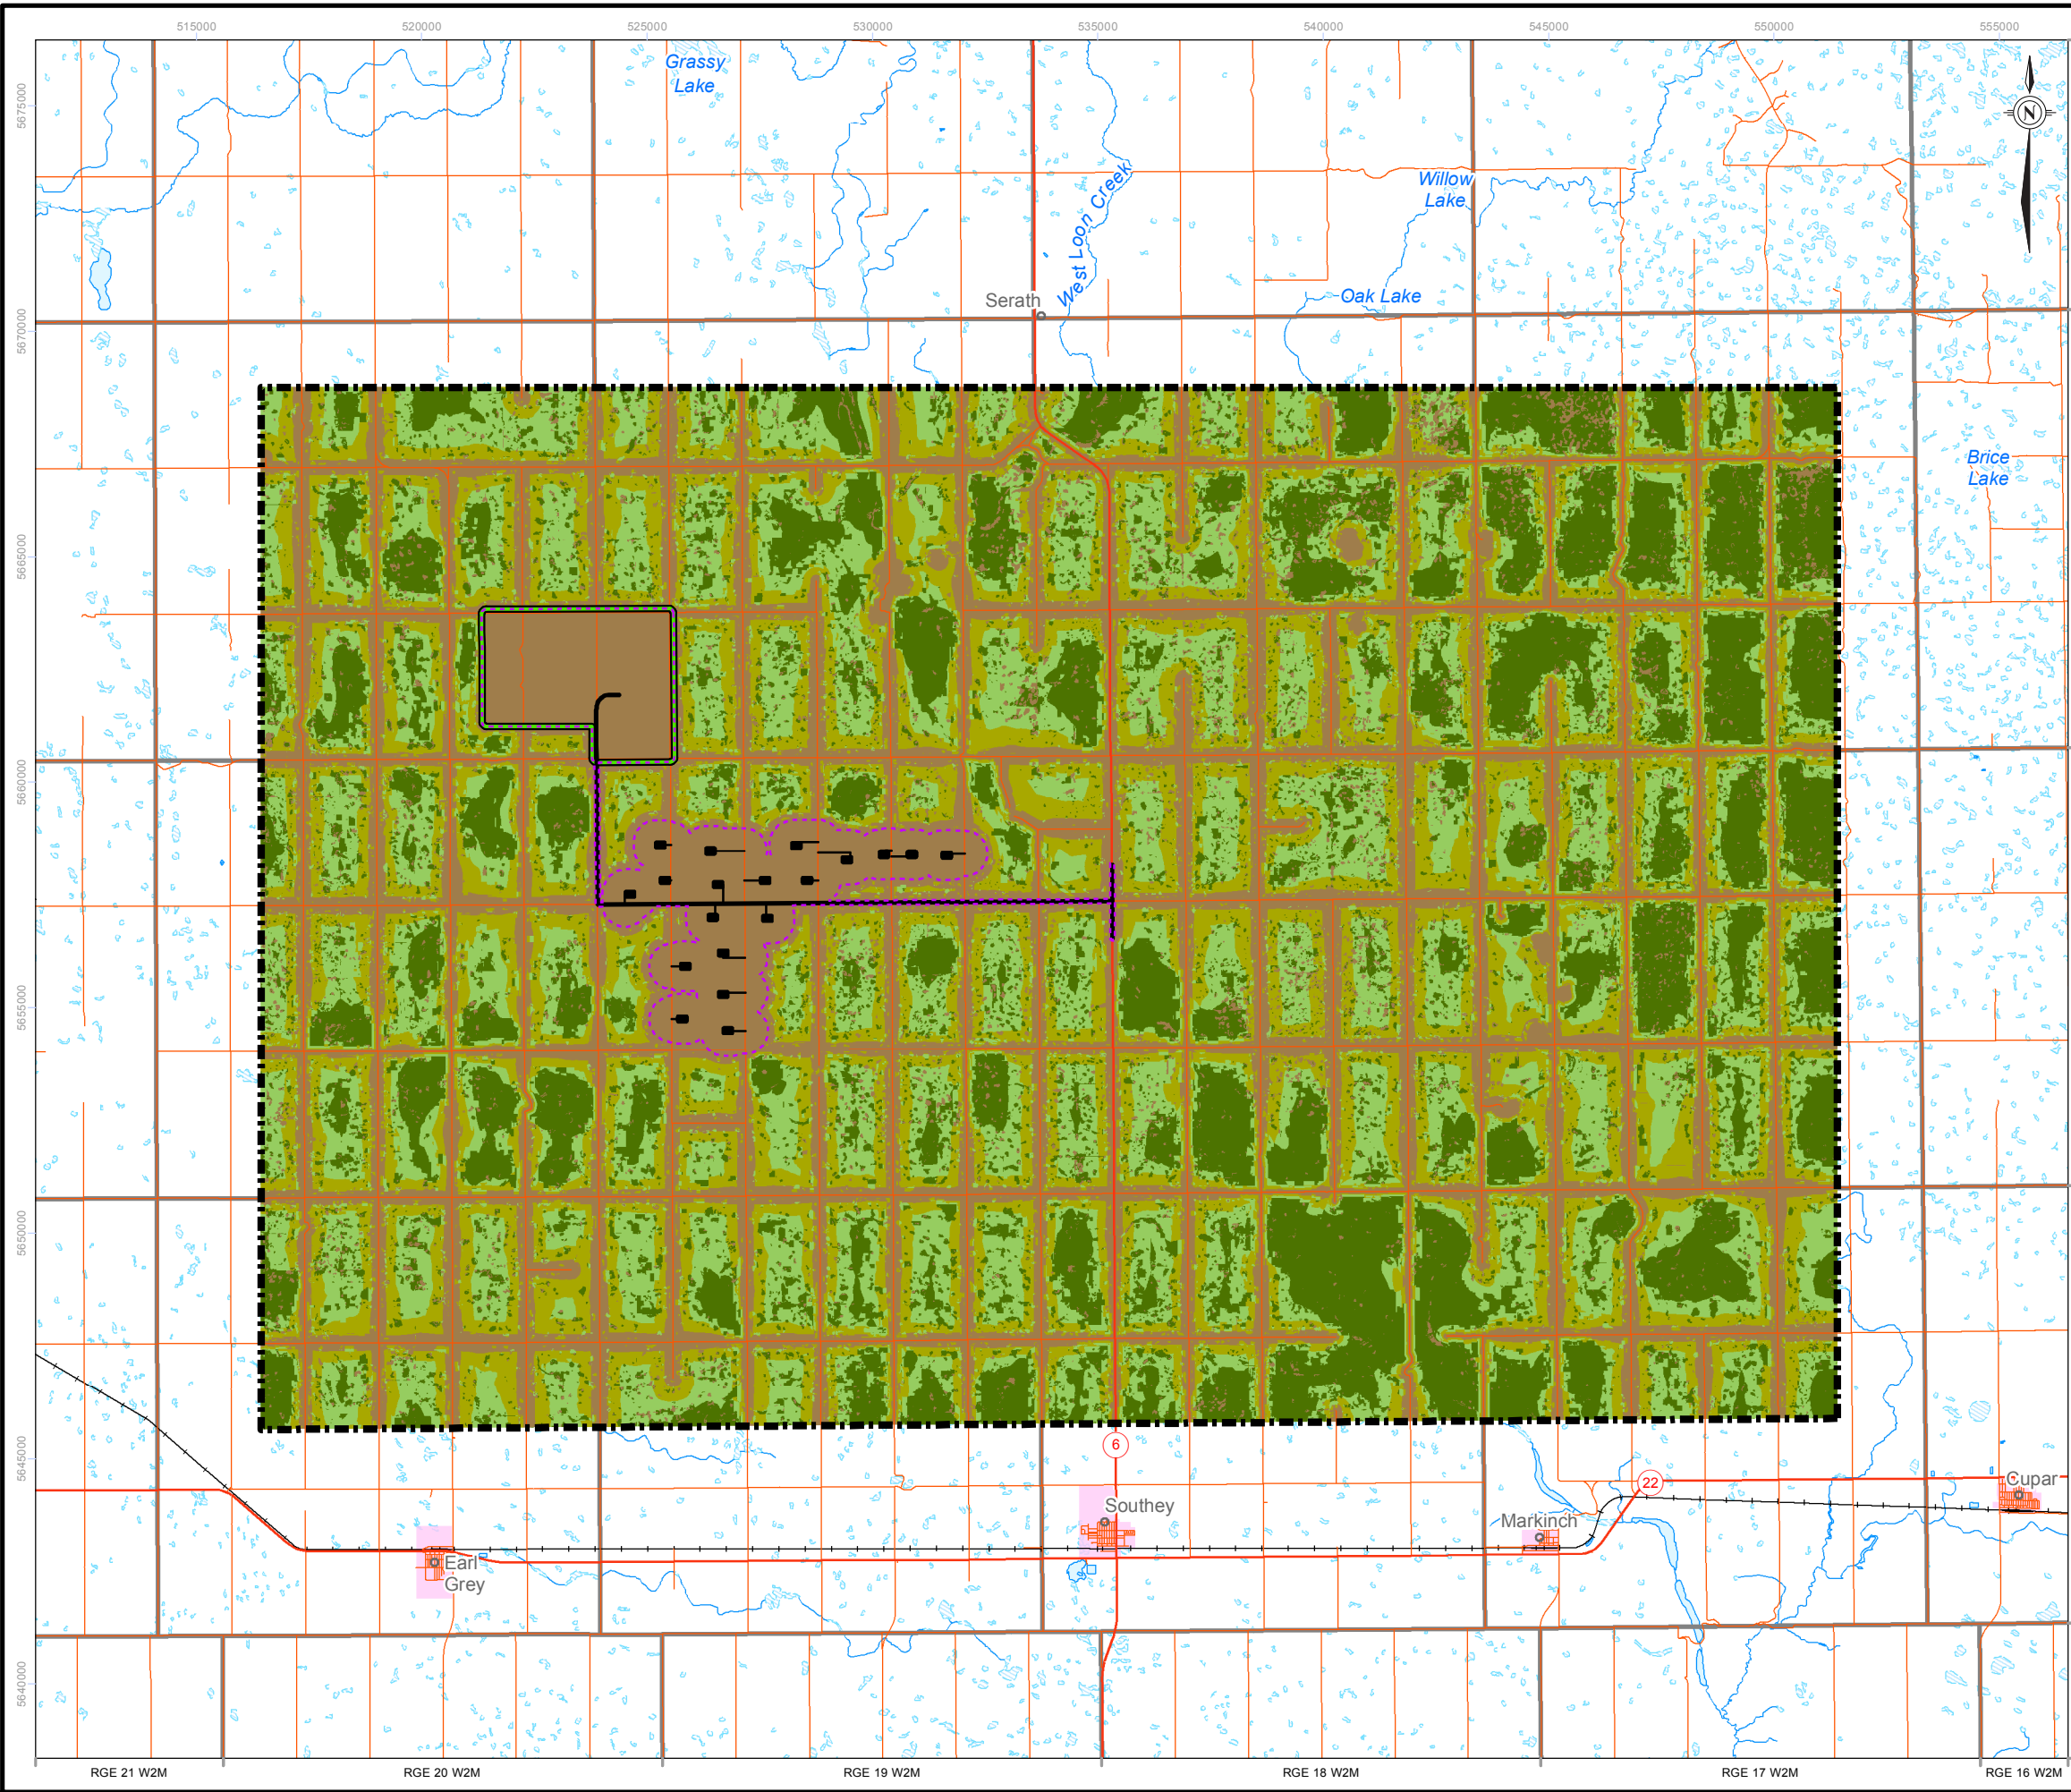 515000 520000 525000 530000 535000 540000 545000 550000 555000
Grassy
Lake
5675000
N
West Loon Creek
Willow
Lake
Serath
Oak Lake
5670000
Brice
Lake
5665000
5660000
5655000
5650000
5645000
6
22
Cupar
Southey
Markinch
Earl
Grey
5640000
RGE 21 W2M RGE 20 W2M RGE 19 W2M RGE 18 W2M RGE 17 W2M RGE 16 W2M